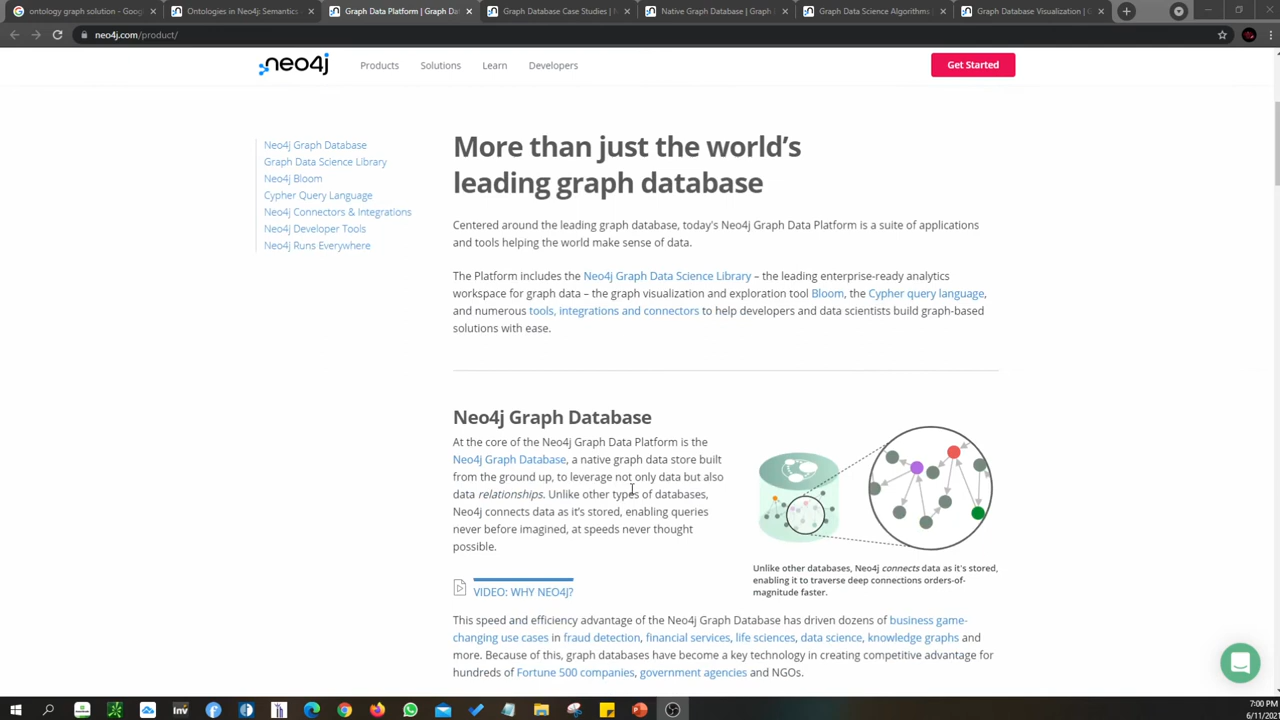 ontology graph solution - Goog
Ontologies in Neo4j Semantics
Graph Data Platform | Graph Da
Graph Database Case Studies | N
Native Graph Database | Graph
Graph Data Science Algorithms
Graph Database Visualization | G
neo4j.com/product/
neo4j
Products
Solutions
Learn
Developers
Get Started
Neo4j Graph Database
Graph Data Science Library
Neo4j Bloom
Cypher Query Language
Neo4j Connectors & Integrations
Neo4j Developer Tools
Neo4j Runs Everywhere
More than just the world's
leading graph database
Centered around the leading graph database, today's Neo4j Graph Data Platform is a suite of applications
and tools helping the world make sense of data.
The Platform includes the Neo4j Graph Data Science Library – the leading enterprise-ready analytics
workspace for graph data – the graph visualization and exploration tool Bloom, the Cypher query language,
and numerous tools, integrations and connectors to help developers and data scientists build graph-based
solutions with ease.
Neo4j Graph Database
At the core of the Neo4j Graph Data Platform is the
Neo4j Graph Database, a native graph data store built
from the ground up, to leverage not only data but also
data relationships. Unlike other types of databases,
Neo4j connects data as it's stored, enabling queries
never before imagined, at speeds never thought
possible.
Unlike other databases, Neo4j connects data as it's stored,
enabling it to traverse deep connections orders-of-
magnitude faster.
VIDEO: WHY NEO4J?
This speed and efficiency advantage of the Neo4j Graph Database has driven dozens of business game-
changing use cases in fraud detection, financial services, life sciences, data science, knowledge graphs and
more. Because of this, graph databases have become a key technology in creating competitive advantage for
hundreds of Fortune 500 companies, government agencies and NGOs.
inv
7:00 PM